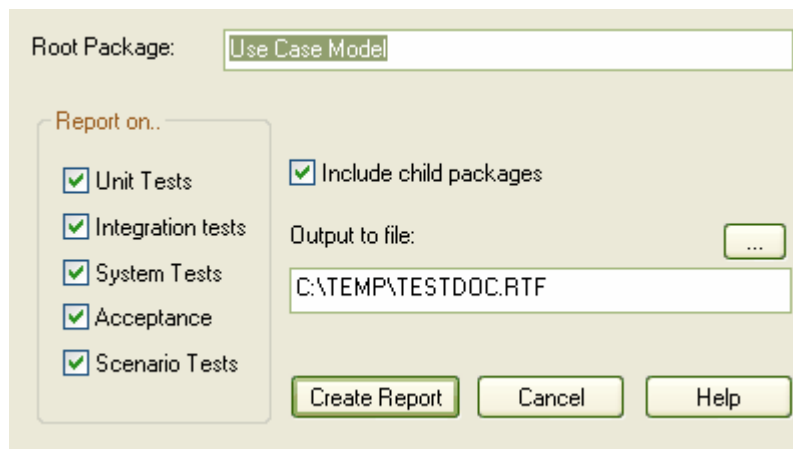 Root Package: Use Case Model
Report on..
Unit Tests
Include child packages
Integration tests
Output to file:
...
System Tests
C:\TEMP\TESTDOC.RTF
Acceptance
Scenario Tests
Create Report Cancel Help